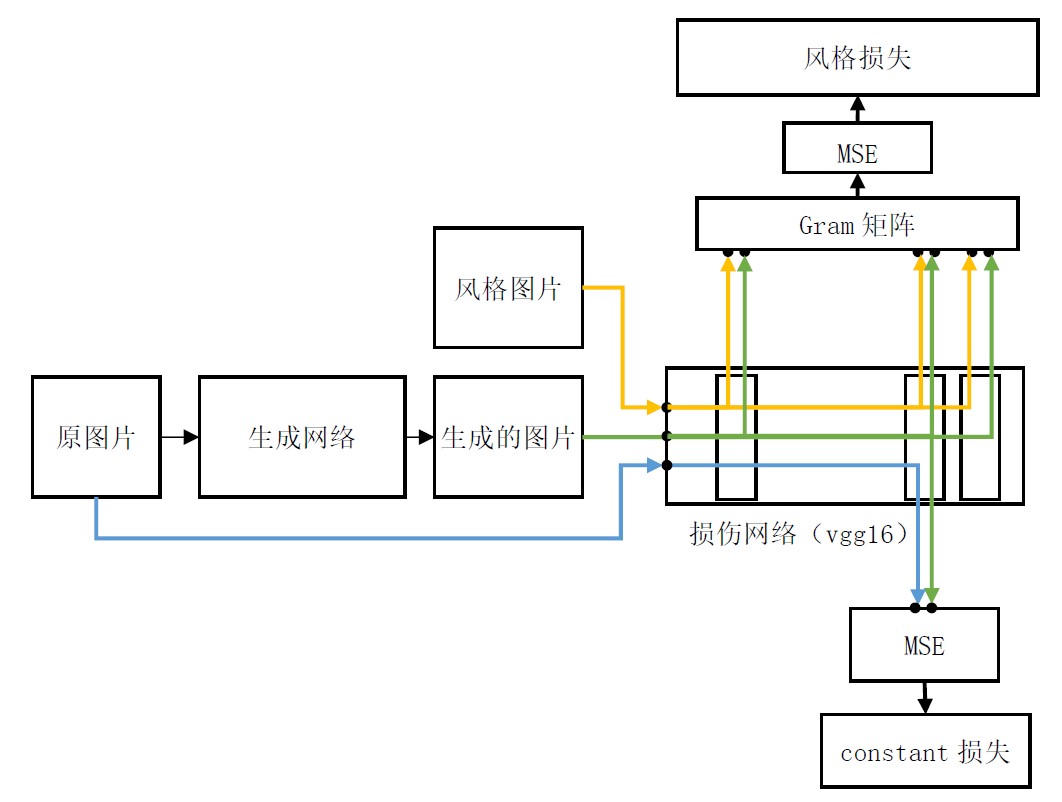 风格损失
MSE
Gram 矩阵
风格图片
原图片
生成网络
生成的图片
损伤网络（vgg16）
MSE
constant 损失